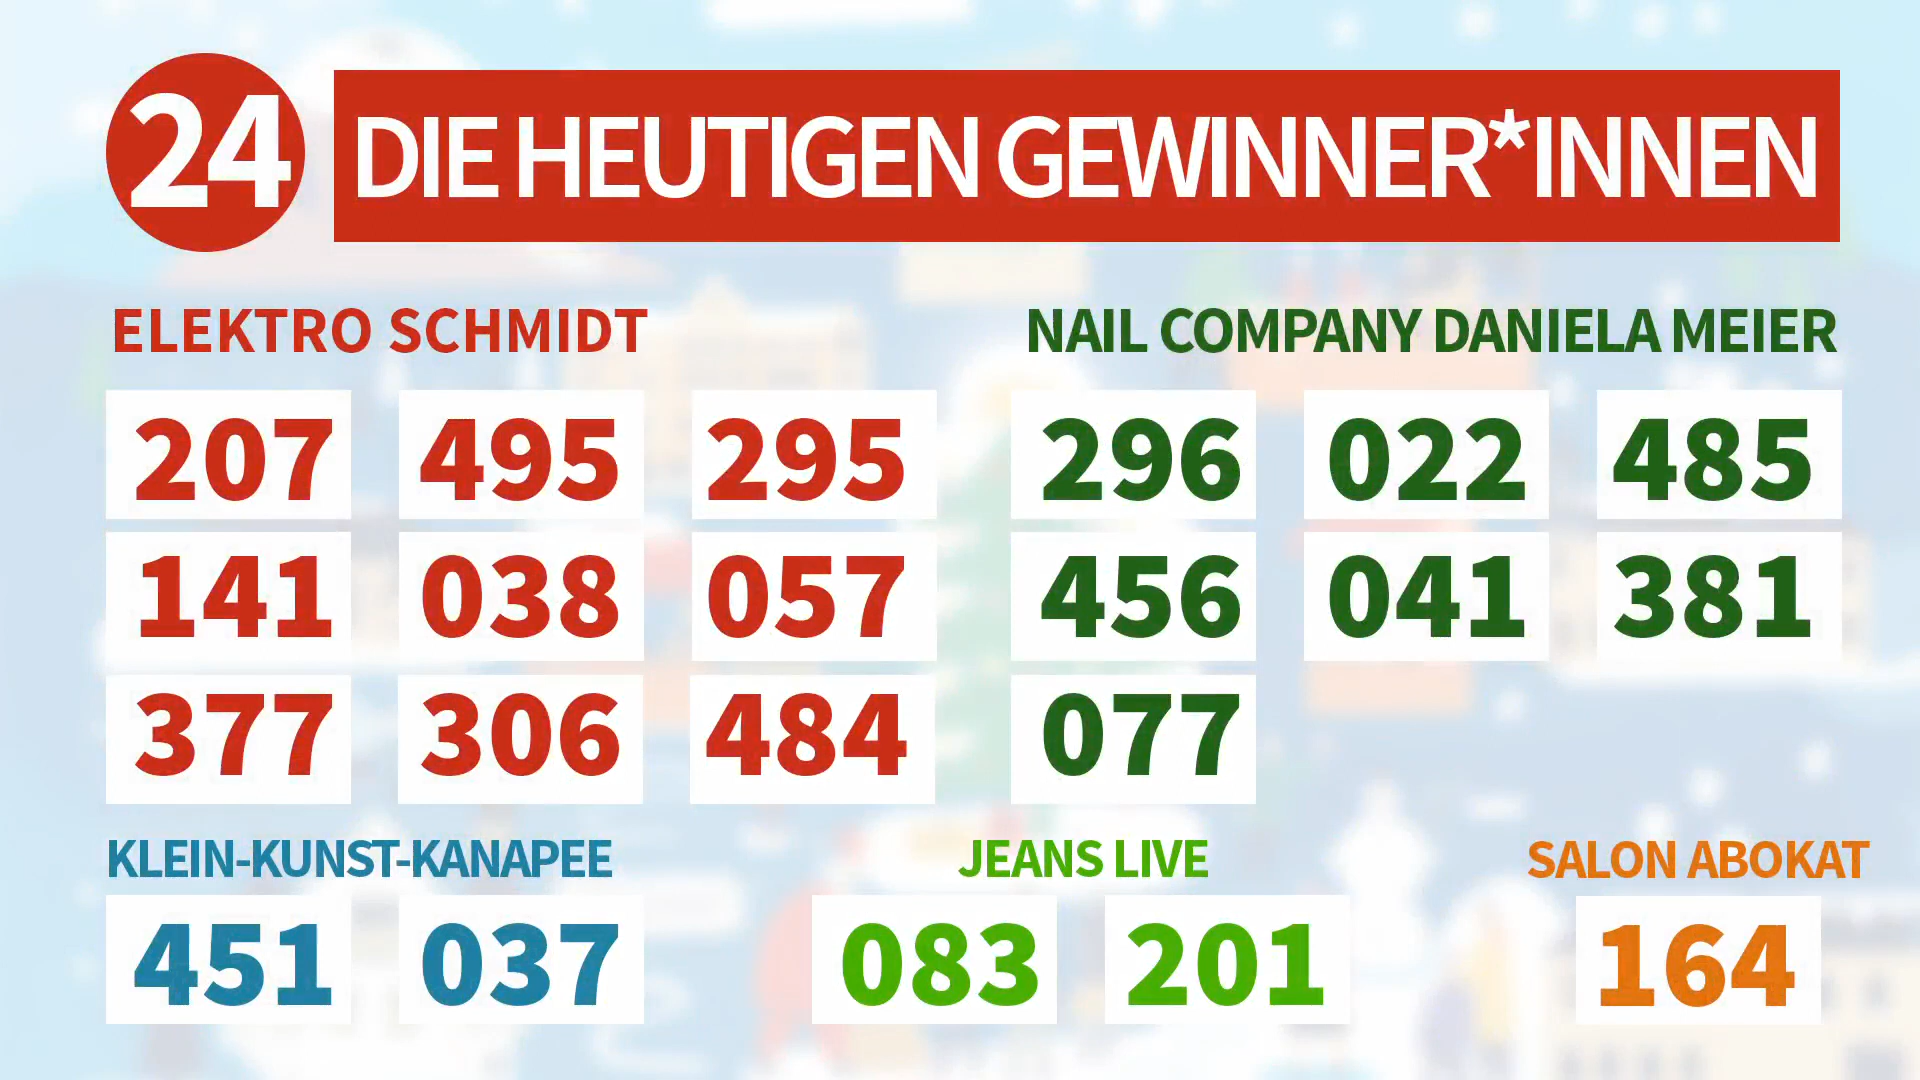 24 DIE HEUTIGEN GEWINNER*INNEN
ELEKTRO SCHMIDT
207 495 295
141 038 057
377 306 484
NAIL COMPANY DANIELA MEIER
296 022 485
456 041 381
077
KLEIN-KUNST-KANAPEE
451 037
JEANS LIVE
083 201
SALON ABOKAT
164